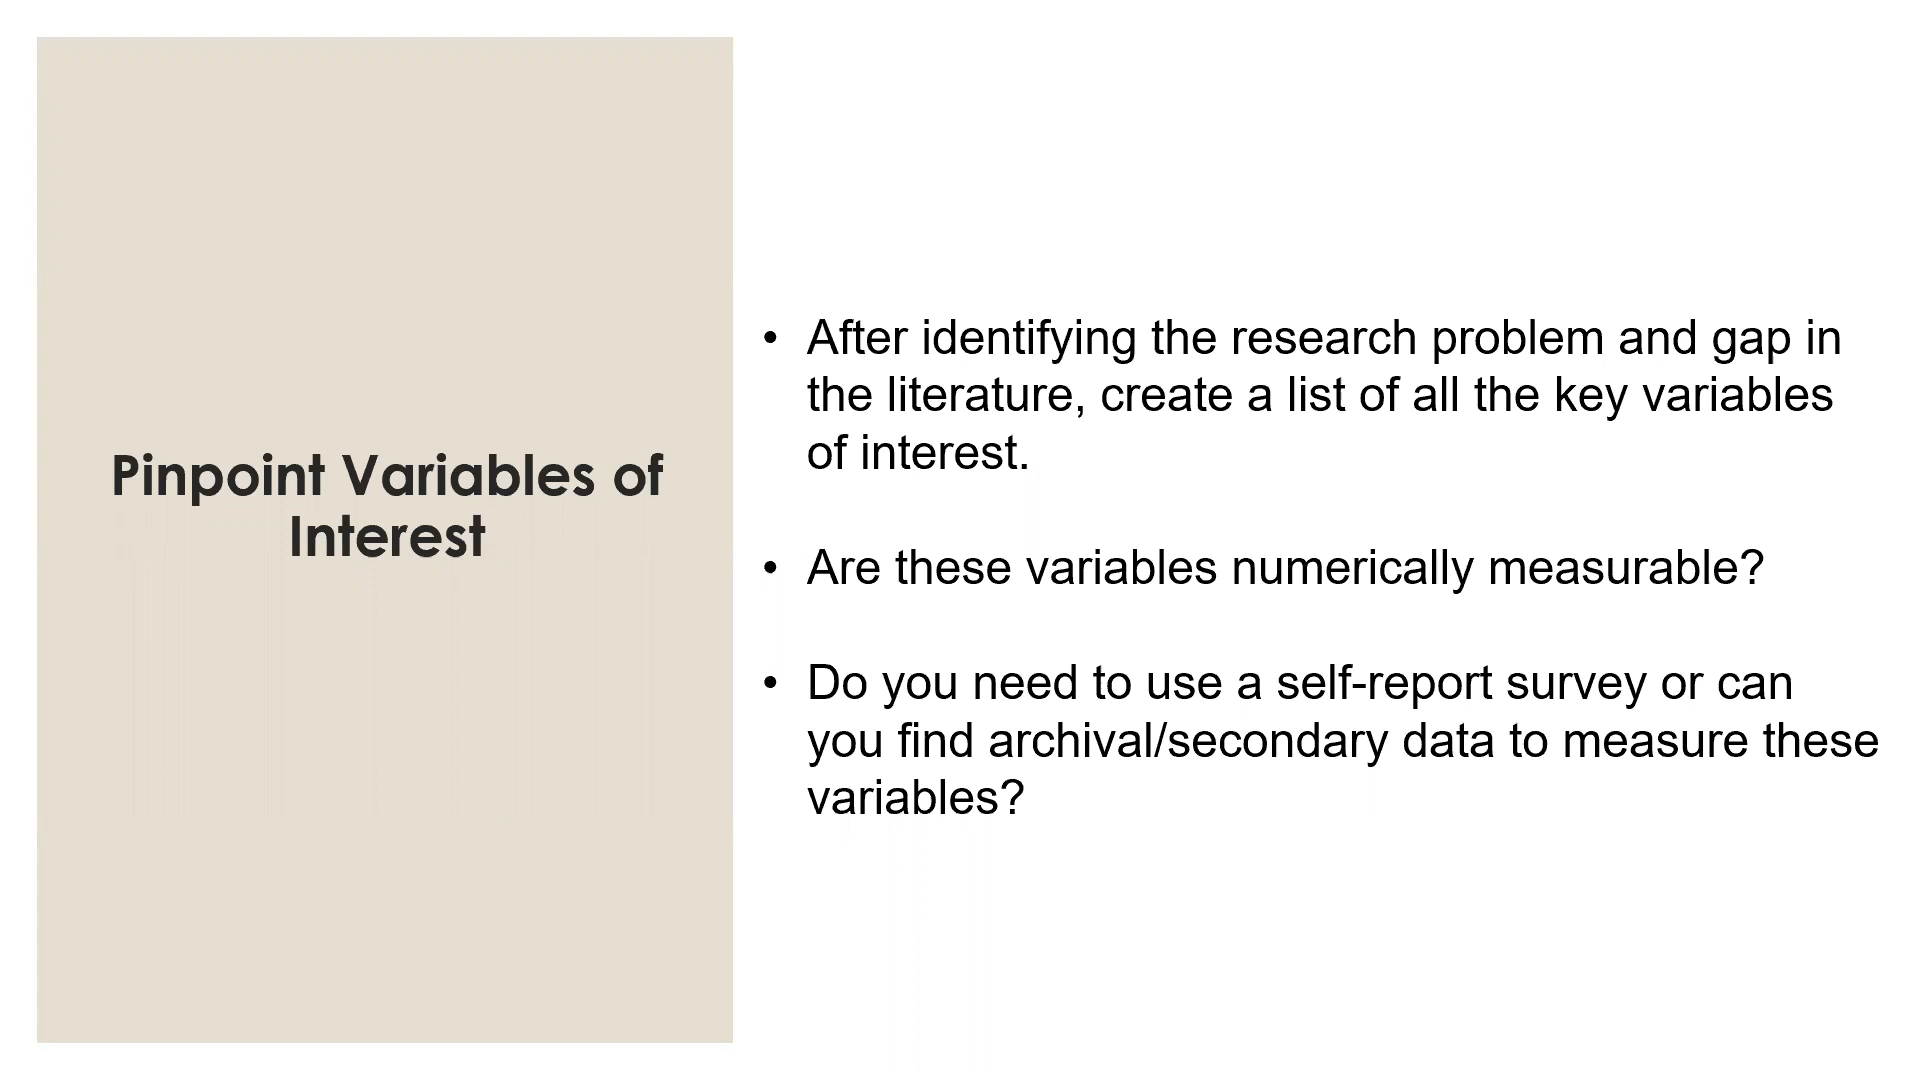 Pinpoint Variables of
Interest
• After identifying the research problem and gap in
the literature, create a list of all the key variables
of interest.
• Are these variables numerically measurable?
• Do you need to use a self-report survey or can
you find archival/secondary data to measure these
variables?